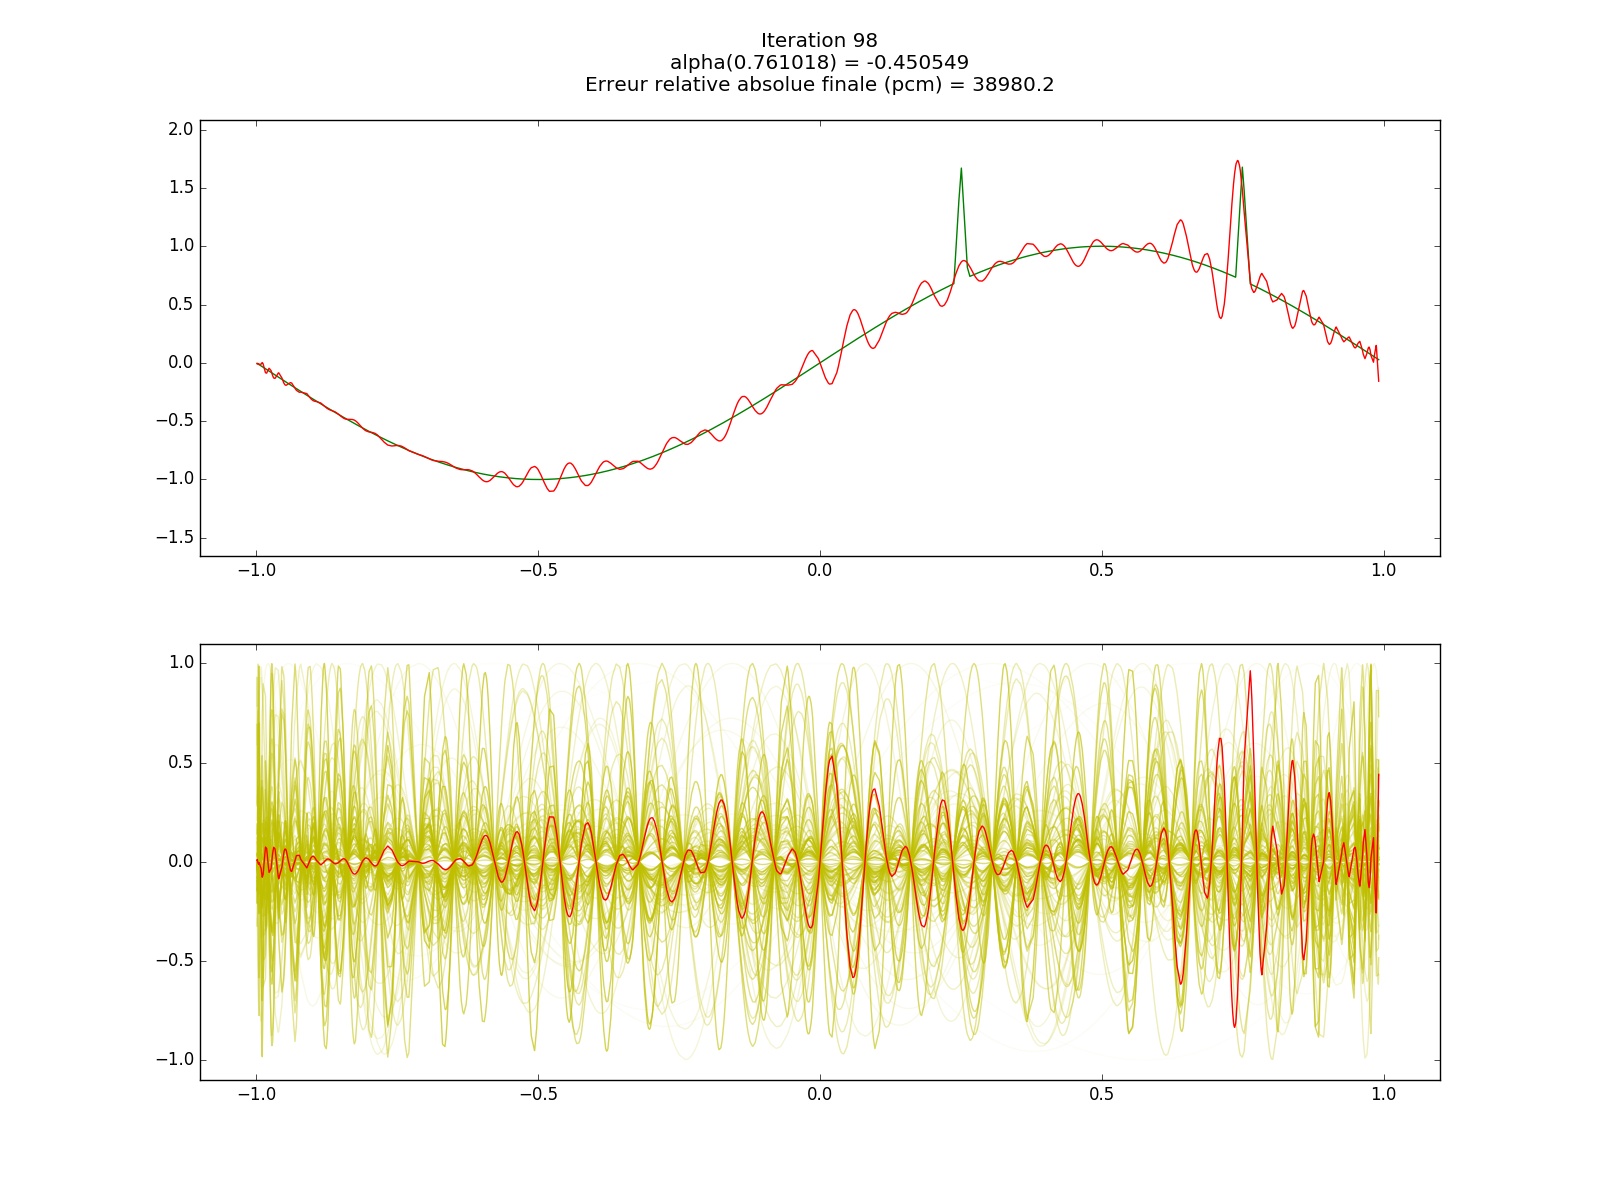 Iteration 98
alpha(0.761018) = -0.450549
Erreur relative absolue finale (pcm) = 38980.2
2.0
1.5
1.0
0.5
0.0
−0.5
−1.0
−1.5
−1.0 −0.5 0.0 0.5 1.0
1.0
0.5
0.0
−0.5
−1.0
−1.0 −0.5 0.0 0.5 1.0